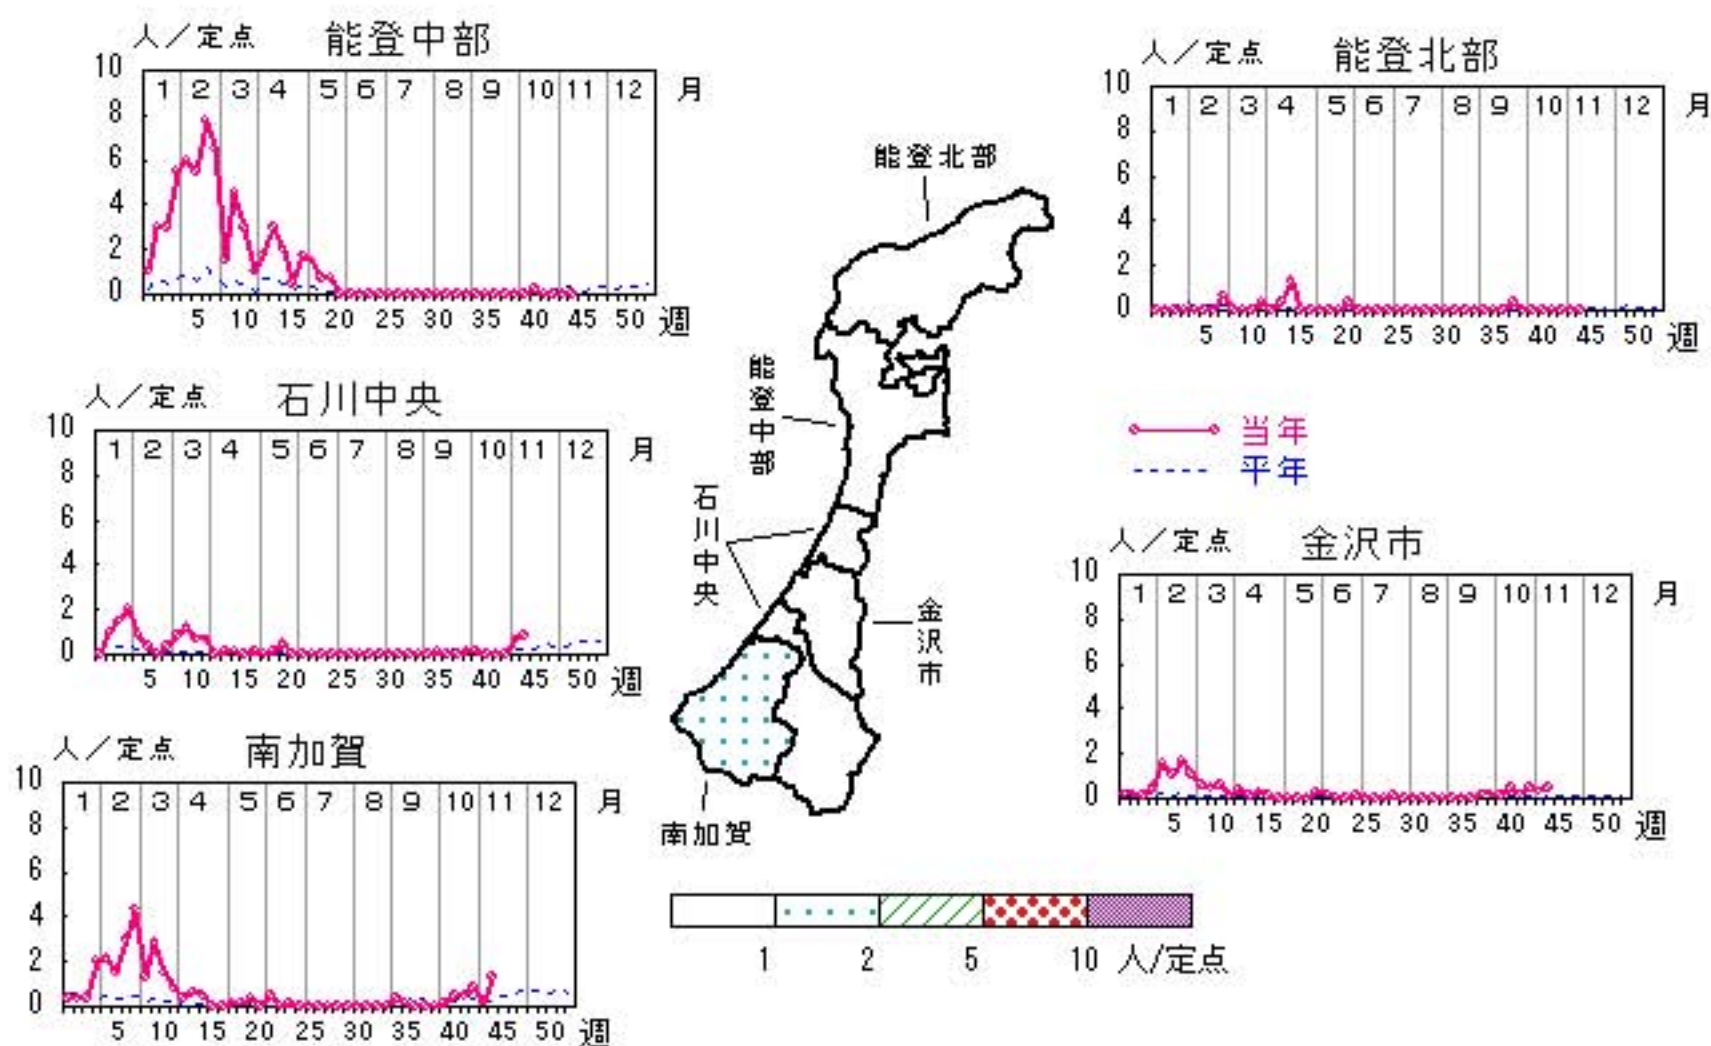 人／定点 能登中部
10 8 6 4 2 0
1 2 3 4 5 6 7 8 9 10 11 12 月
5 10 15 20 25 30 35 40 45 50 週
人／定点 能登北部
10 8 6 4 2 0
1 2 3 4 5 6 7 8 9 10 11 12 月
5 10 15 20 25 30 35 40 45 50 週
人／定点 石川中央
10 8 6 4 2 0
1 2 3 4 5 6 7 8 9 10 11 12 月
5 10 15 20 25 30 35 40 45 50 週
当年
平年
人／定点 金沢市
10 8 6 4 2 0
1 2 3 4 5 6 7 8 9 10 11 12 月
5 10 15 20 25 30 35 40 45 50 週
人／定点 南加賀
10 8 6 4 2 0
1 2 3 4 5 6 7 8 9 10 11 12 月
5 10 15 20 25 30 35 40 45 50 週
能登北部
能登中部
石川中央
金沢市
南加賀
1 2 5 10 人/定点